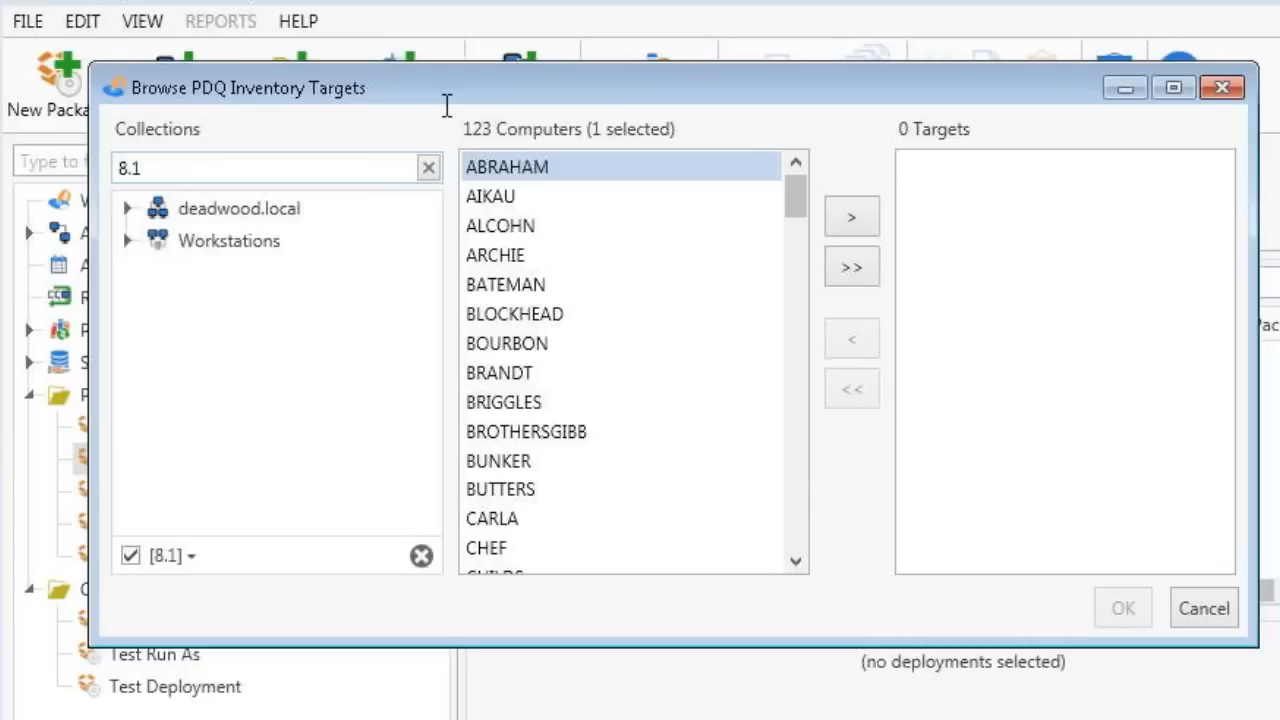 FILE EDIT VIEW REPORTS HELP
New Packa
Browse PDQ Inventory Targets
Type to
Collections
8.1
deadwood.local
Workstations
[8.1]
123 Computers (1 selected)
ABRAHAM
AIKAU
ALCOHN
ARCHIE
BATEMAN
BLOCKHEAD
BOURBON
BRANDT
BRIGGLES
BROTHERSGIBB
BUNKER
BUTTERS
CARLA
CHEF
>
>>
<
<<
0 Targets
OK Cancel
Test Run As
Test Deployment
(no deployments selected)